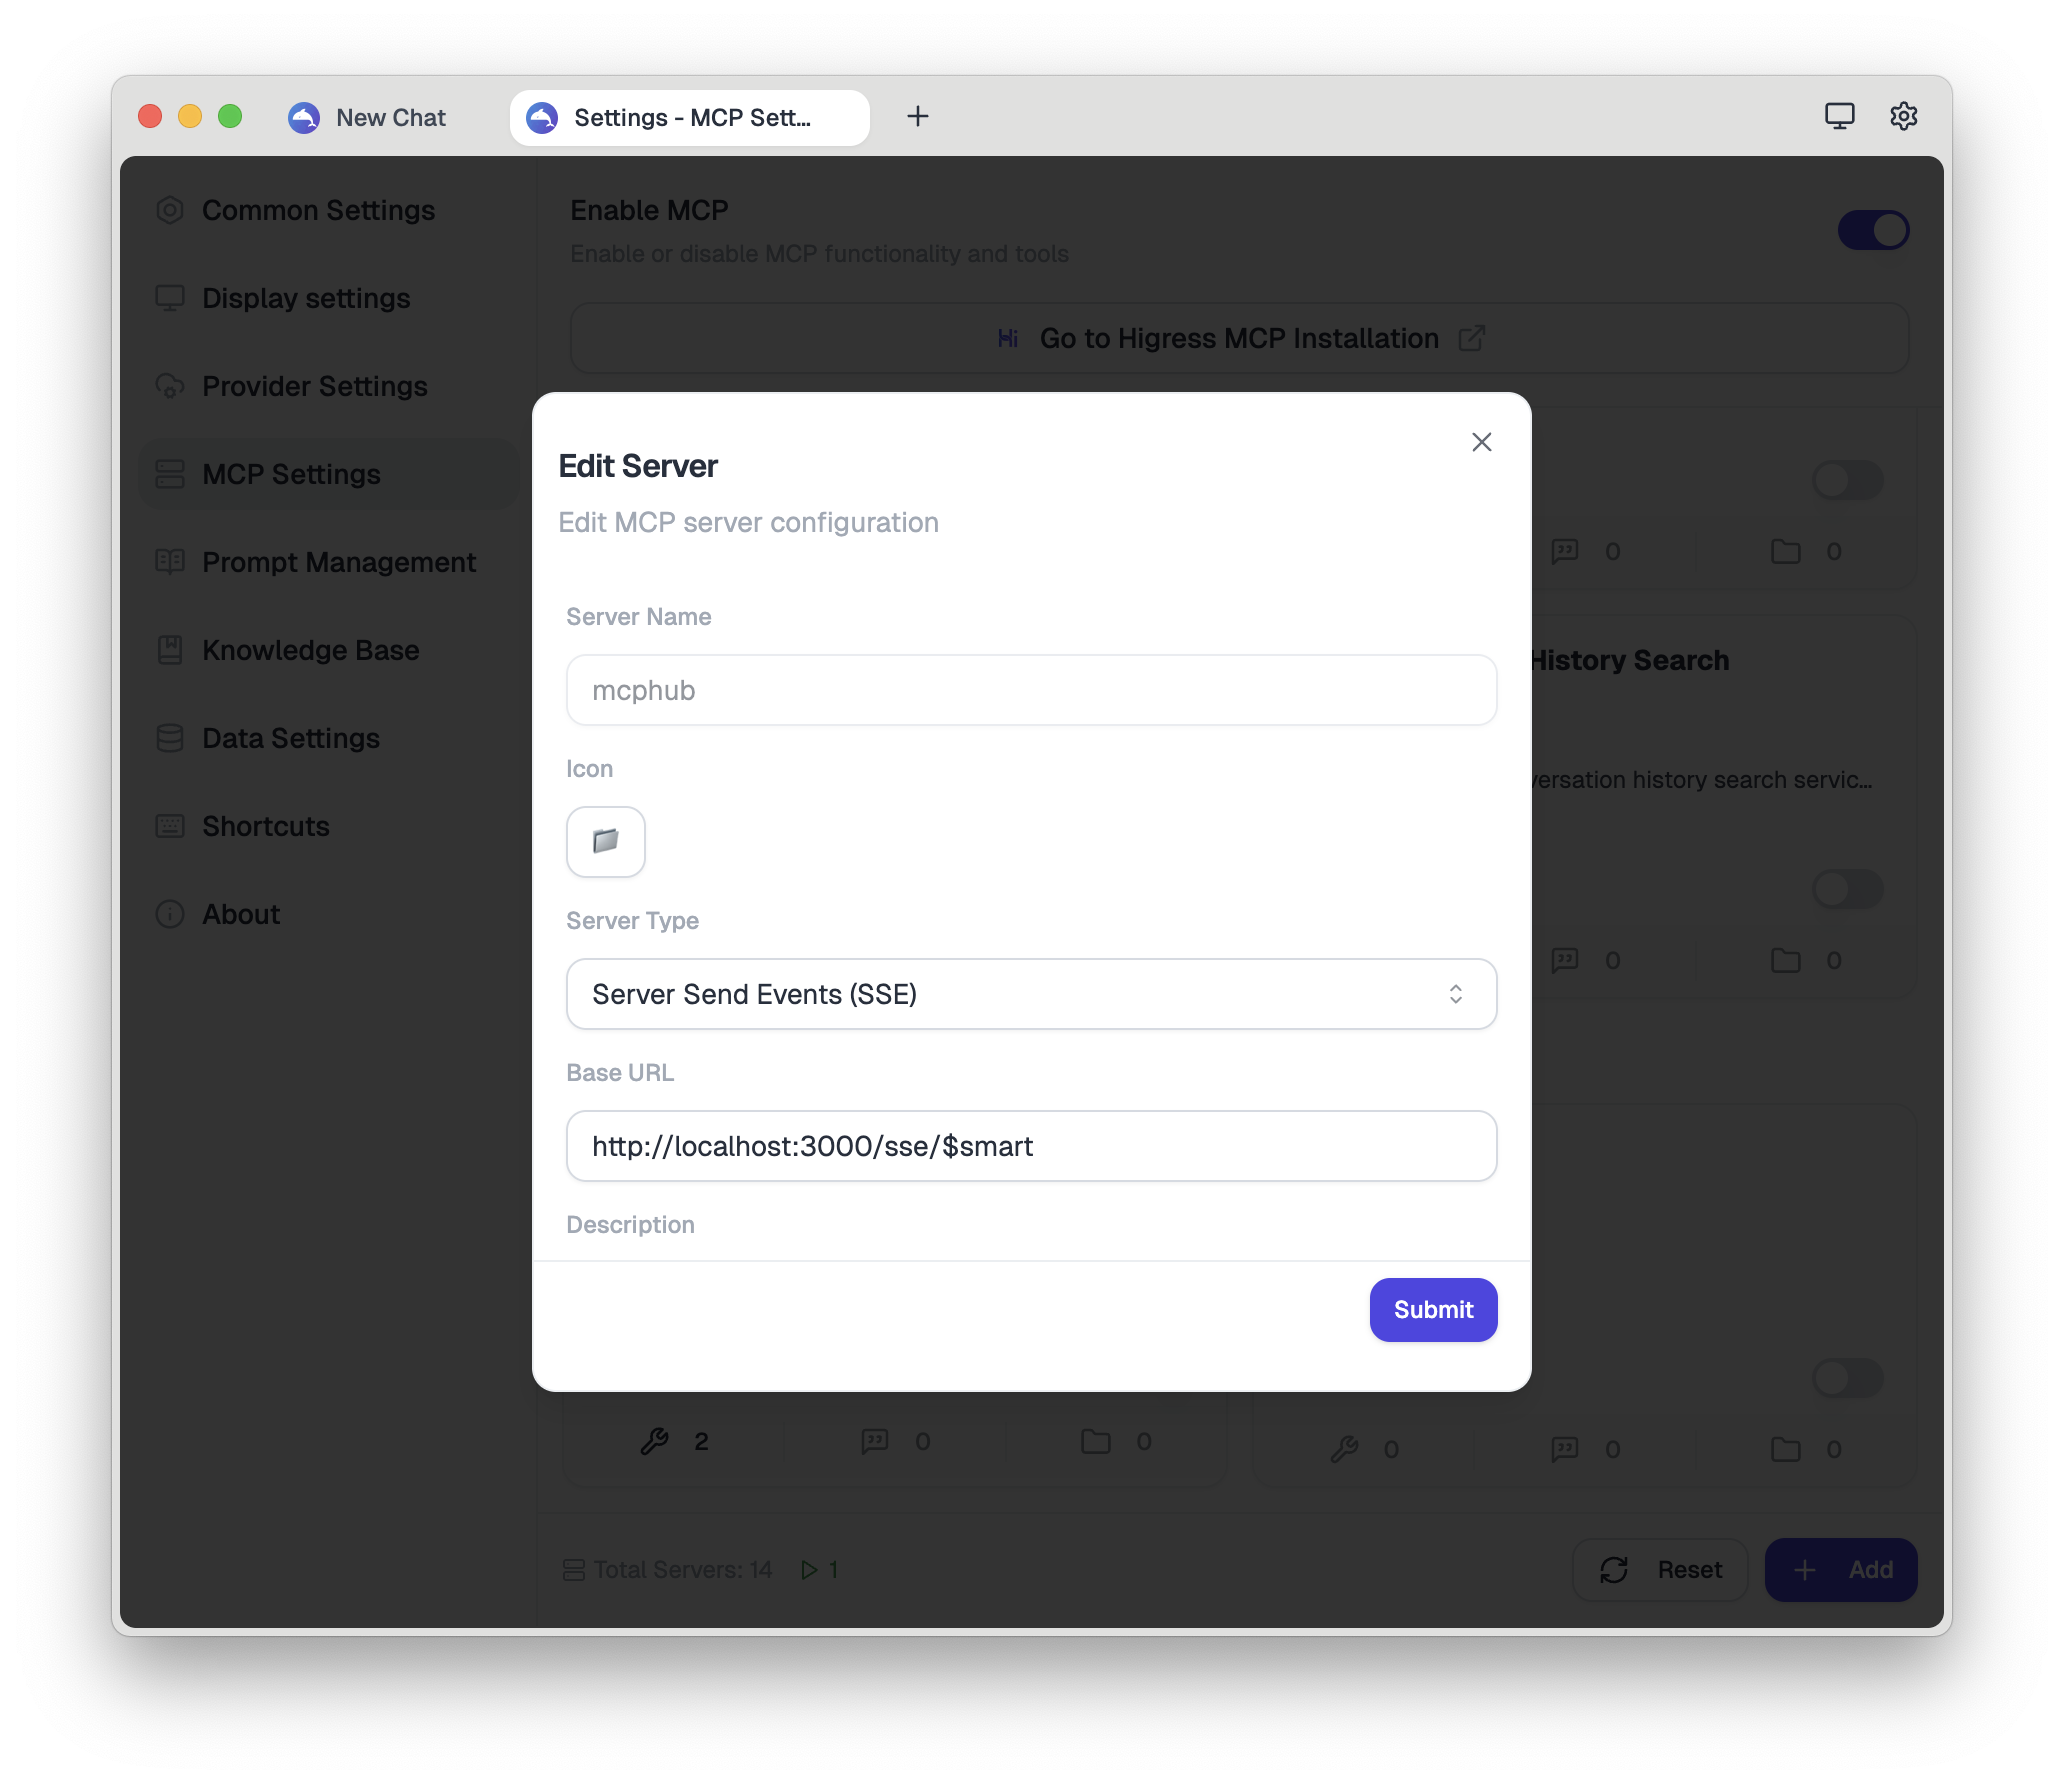 New Chat
Settings - MCP Sett...
Common Settings
Display settings
Provider Settings
MCP Settings
Prompt Management
Knowledge Base
Data Settings
Shortcuts
About
Enable MCP
Enable or disable MCP functionality and tools
Hi Go to Higress MCP Installation
0 0
History Search
versation history search servic...
0 0
Edit Server
Edit MCP server configuration
Server Name
mcphub
Icon
Server Type
Server Send Events (SSE)
Base URL
http://localhost:3000/sse/$smart
Description
Submit
2 0 0
0 0 0
Total Servers: 14 1
Reset
Add